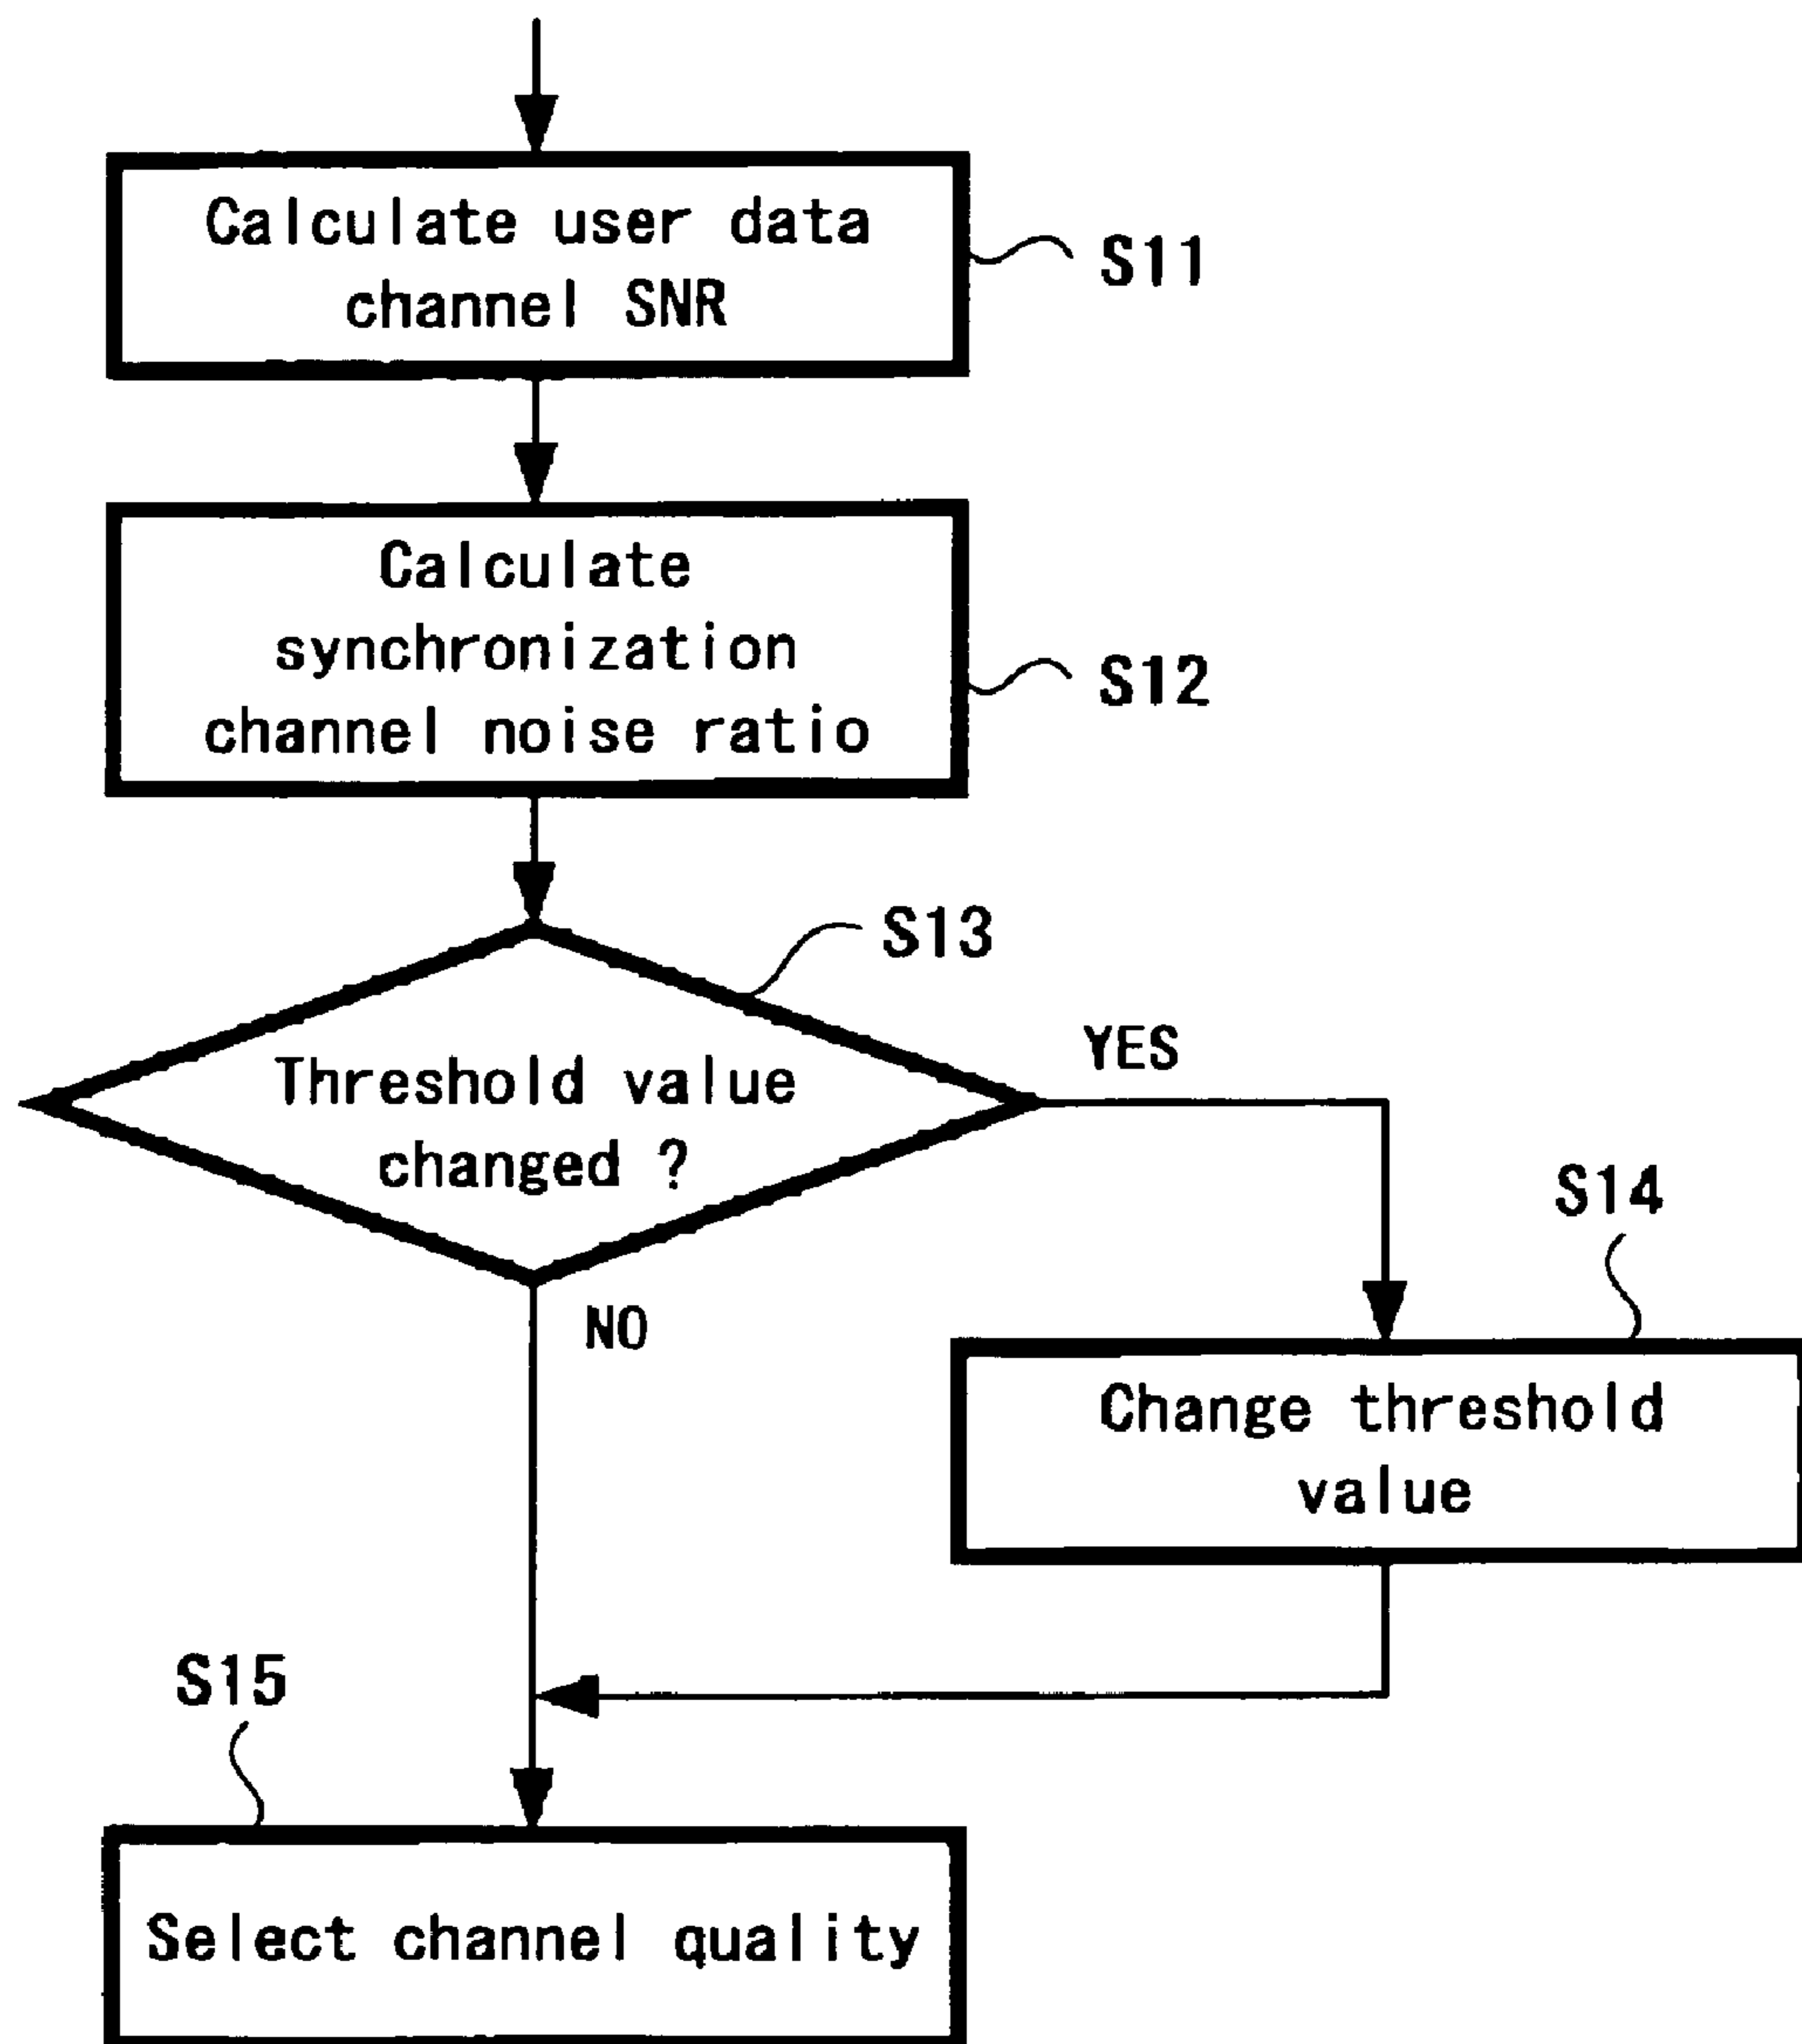 Calculate user data
channel SNR
S11
Calculate
synchronization
channel noise ratio
S12
S13
Threshold value
changed ?
YES
NO
S14
Change threshold
value
S15
Select channel quality